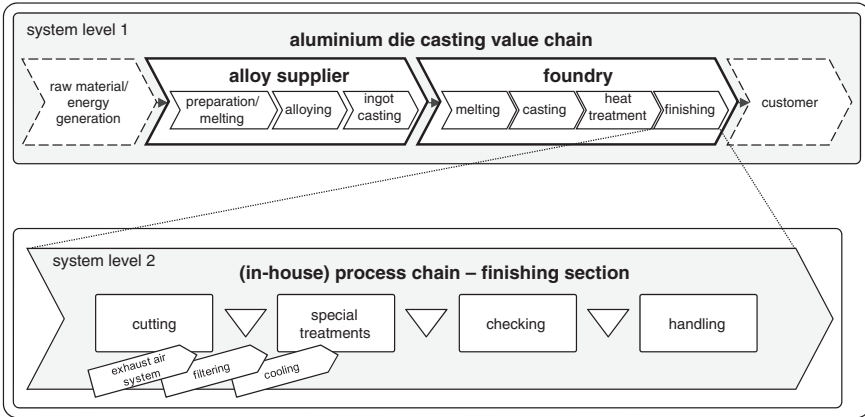 system level 1
aluminium die casting value chain
raw material/
energy
generation
alloy supplier
preparation/
melting
alloying
ingot
casting
foundry
melting
casting
heat
treatment
finishing
customer
system level 2
(in-house) process chain – finishing section
cutting
special
treatments
checking
handling
exhaust air
system
filtering
cooling